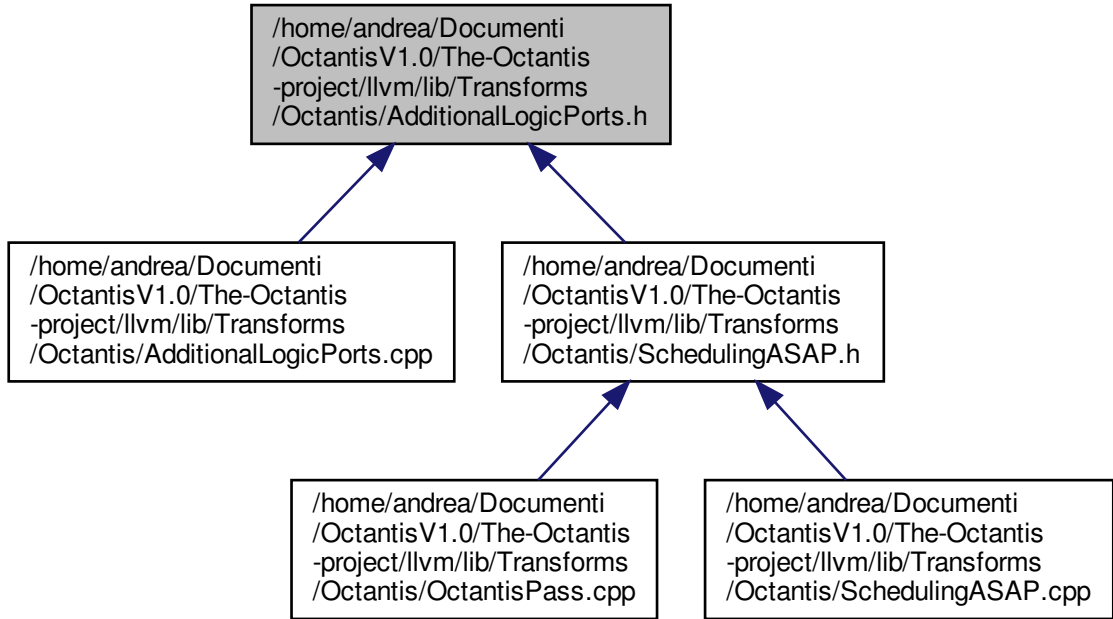 /home/andrea/Documenti
/OctantisV1.0/The-Octantis
-project/llvm/lib/Transforms
/Octantis/AdditionalLogicPorts.h
/home/andrea/Documenti
/OctantisV1.0/The-Octantis
-project/llvm/lib/Transforms
/Octantis/AdditionalLogicPorts.cpp
/home/andrea/Documenti
/OctantisV1.0/The-Octantis
-project/llvm/lib/Transforms
/Octantis/SchedulingASAP.h
/home/andrea/Documenti
/OctantisV1.0/The-Octantis
-project/llvm/lib/Transforms
/Octantis/OctantisPass.cpp
/home/andrea/Documenti
/OctantisV1.0/The-Octantis
-project/llvm/lib/Transforms
/Octantis/SchedulingASAP.cpp